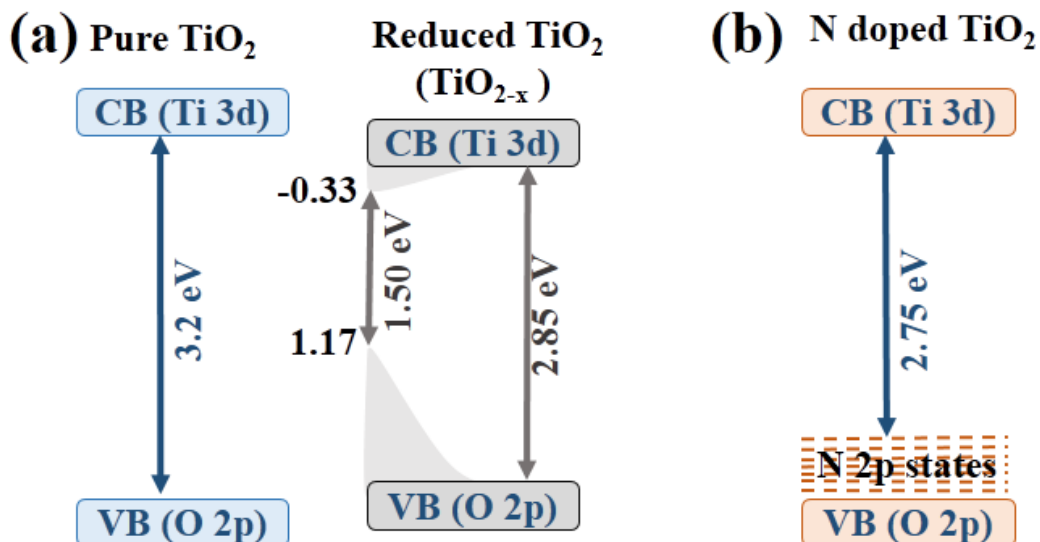 (a) Pure TiO₂
Reduced TiO₂
(TiO₂₋ₓ )
(b) N doped TiO₂
CB (Ti 3d)
CB (Ti 3d)
CB (Ti 3d)
-0.33
1.17
3.2 eV
1.50 eV
2.85 eV
2.75 eV
N 2p states
VB (O 2p)
VB (O 2p)
VB (O 2p)